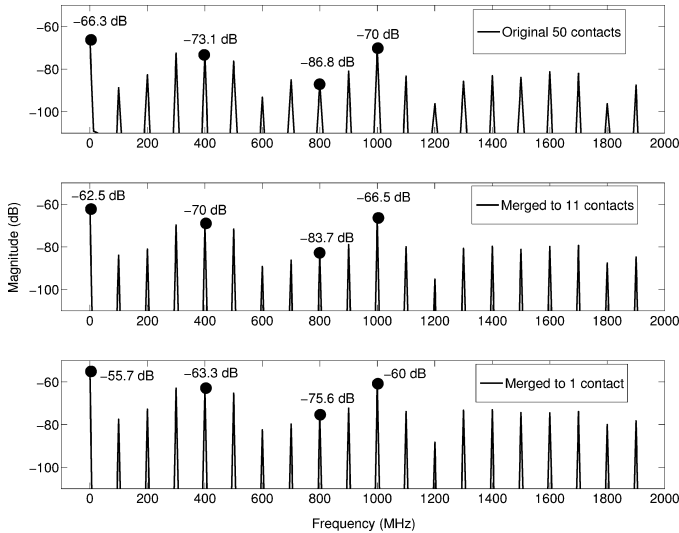 −66.3 dB
−73.1 dB
−86.8 dB
−70 dB
Original 50 contacts
−60
−80
−100
0 200 400 600 800 1000 1200 1400 1600 1800 2000
−62.5 dB
−70 dB
−83.7 dB
−66.5 dB
Merged to 11 contacts
−60
−80
−100
0 200 400 600 800 1000 1200 1400 1600 1800 2000
Magnitude (dB)
−55.7 dB
−63.3 dB
−75.6 dB
−60 dB
Merged to 1 contact
−60
−80
−100
0 200 400 600 800 1000 1200 1400 1600 1800 2000
Frequency (MHz)